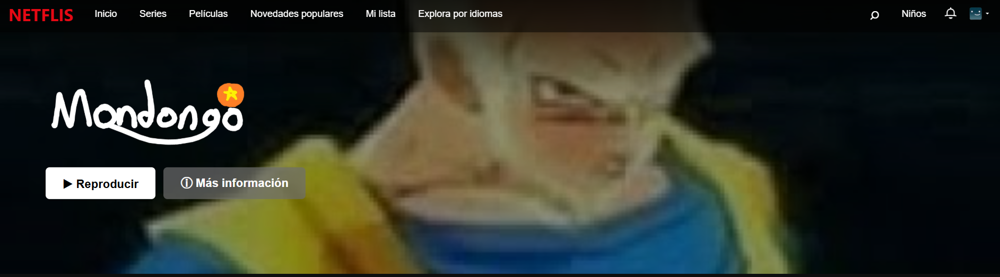 NETFLIS Inicio Series Películas Novedades populares Mi lista Explora por idiomas Niños
Mondongo
Reproducir Más información